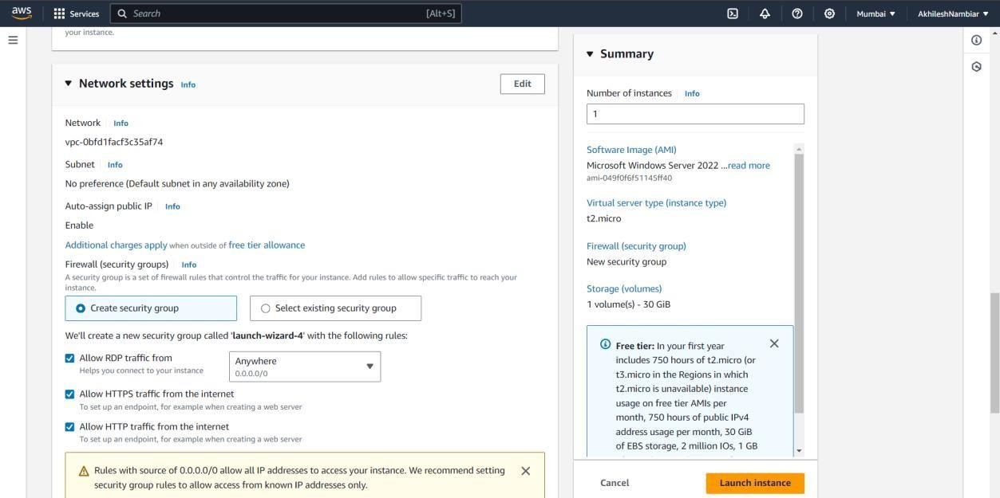 aws
Services
Search
[Alt+S]
Mumbai
AkhileshNambiar
your instance.
Network settings Info
Edit
Network Info
vpc-0bfd1facf3c35af74
Subnet Info
No preference (Default subnet in any availability zone)
Auto-assign public IP Info
Enable
Additional charges apply when outside of free tier allowance
Firewall (security groups) Info
A security group is a set of firewall rules that control the traffic for your instance. Add rules to allow specific traffic to reach your
instance.
Create security group
Select existing security group
We'll create a new security group called 'launch-wizard-4' with the following rules:
Allow RDP traffic from
Helps you connect to your instance
Anywhere
0.0.0.0/0
Allow HTTPS traffic from the internet
To set up an endpoint, for example when creating a web server
Allow HTTP traffic from the internet
To set up an endpoint, for example when creating a web server
Rules with source of 0.0.0.0/0 allow all IP addresses to access your instance. We recommend setting
security group rules to allow access from known IP addresses only.
Summary
Number of instances Info
1
Software Image (AMI)
Microsoft Windows Server 2022 ...read more
ami-049f0f6f51145ff40
Virtual server type (instance type)
t2.micro
Firewall (security group)
New security group
Storage (volumes)
1 volume(s) - 30 GiB
Free tier: In your first year
includes 750 hours of t2.micro (or
t3.micro in the Regions in which
t2.micro is unavailable) instance
usage on free tier AMIs per
month, 750 hours of public IPv4
address usage per month, 30 GiB
of EBS storage, 2 million IOs, 1 GB
Cancel
Launch instance